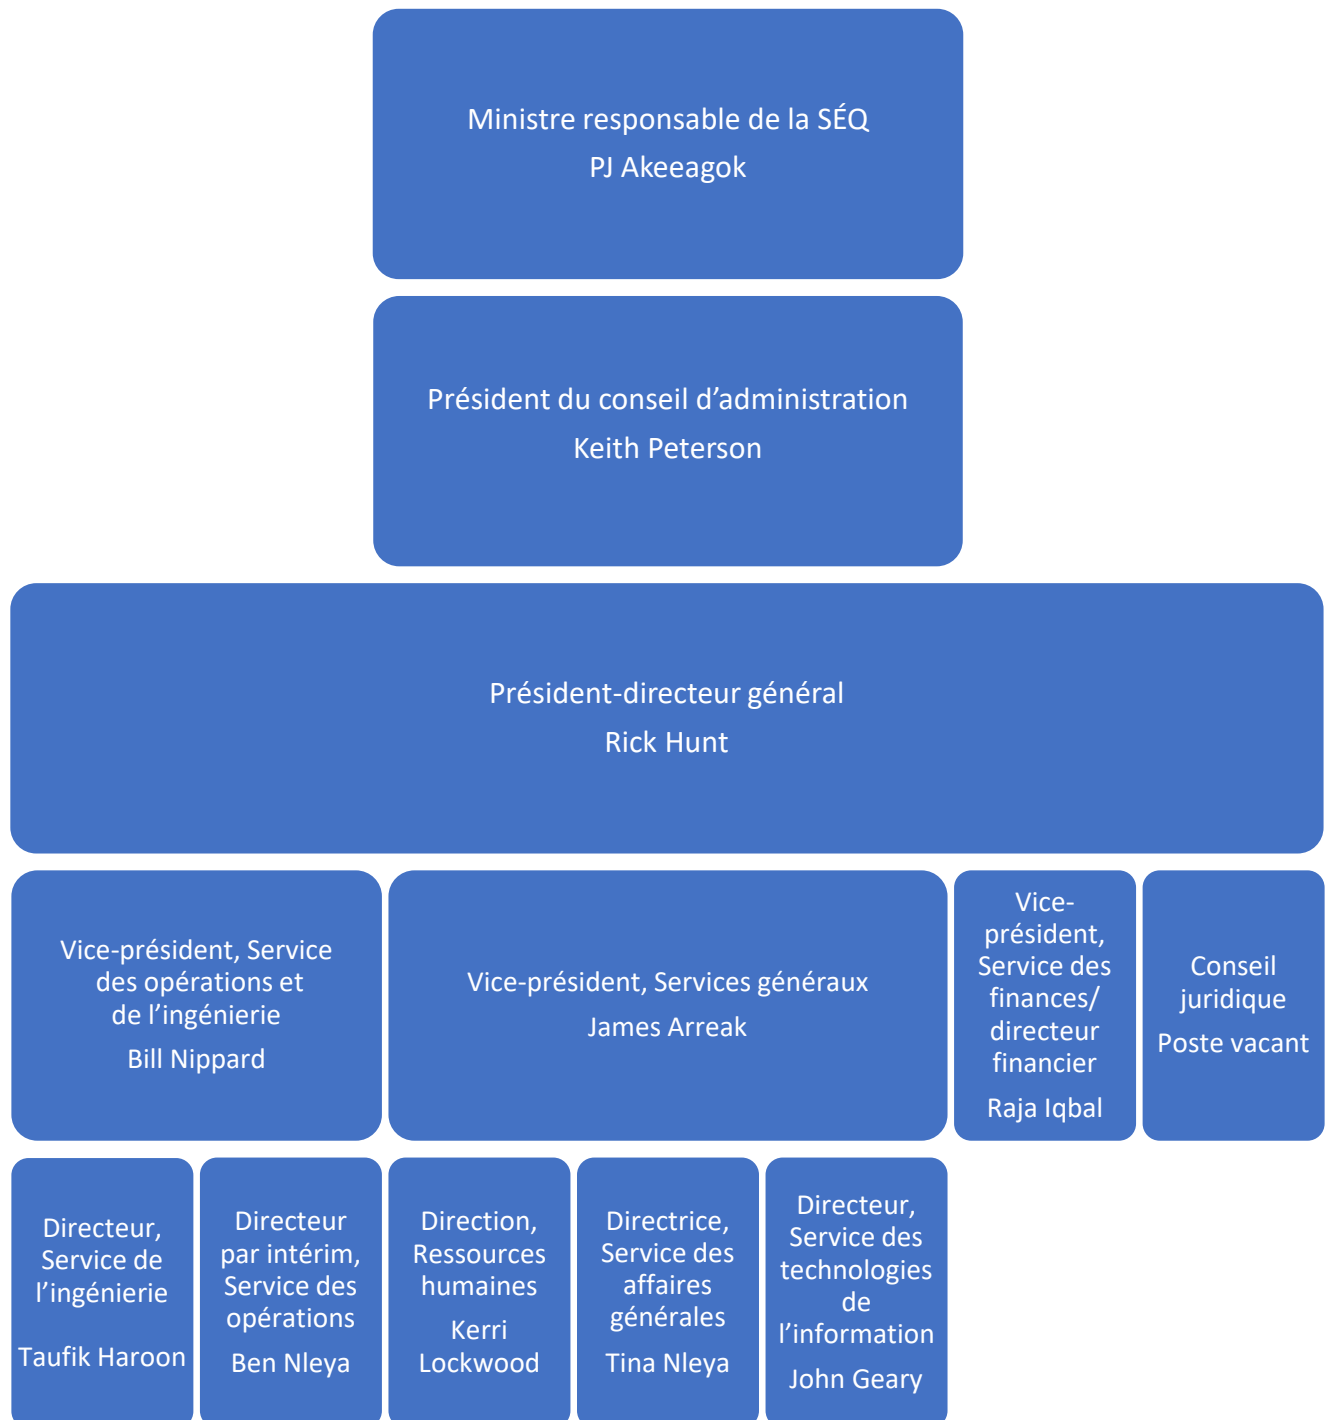 Ministre responsable de la SÉQ
PJ Akeeagok
Président du conseil d’administration
Keith Peterson
Président-directeur général
Rick Hunt
Vice-président, Service
des opérations et
de l’ingénierie
Bill Nippard
Vice-président, Services généraux
James Arreak
Vice-
président,
Service des
finances/
directeur
financier
Raja Iqbal
Conseil
juridique
Poste vacant
Directeur,
Service de
l’ingénierie
Taufik Haroon
Directeur
par intérim,
Service des
opérations
Ben Nleya
Direction,
Ressources
humaines
Kerri
Lockwood
Directrice,
Service des
affaires
générales
Tina Nleya
Directeur,
Service des
technologies
de
l’information
John Geary